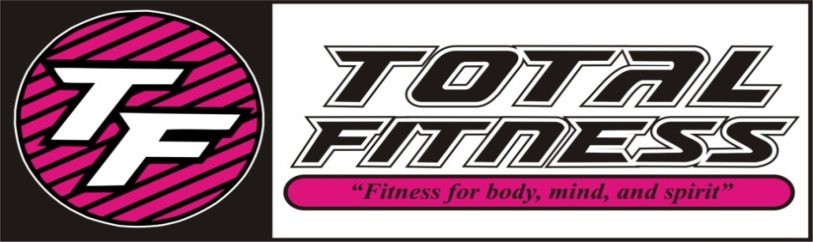 TF
TOTAL
FITNESS
“Fitness for body, mind, and spirit”